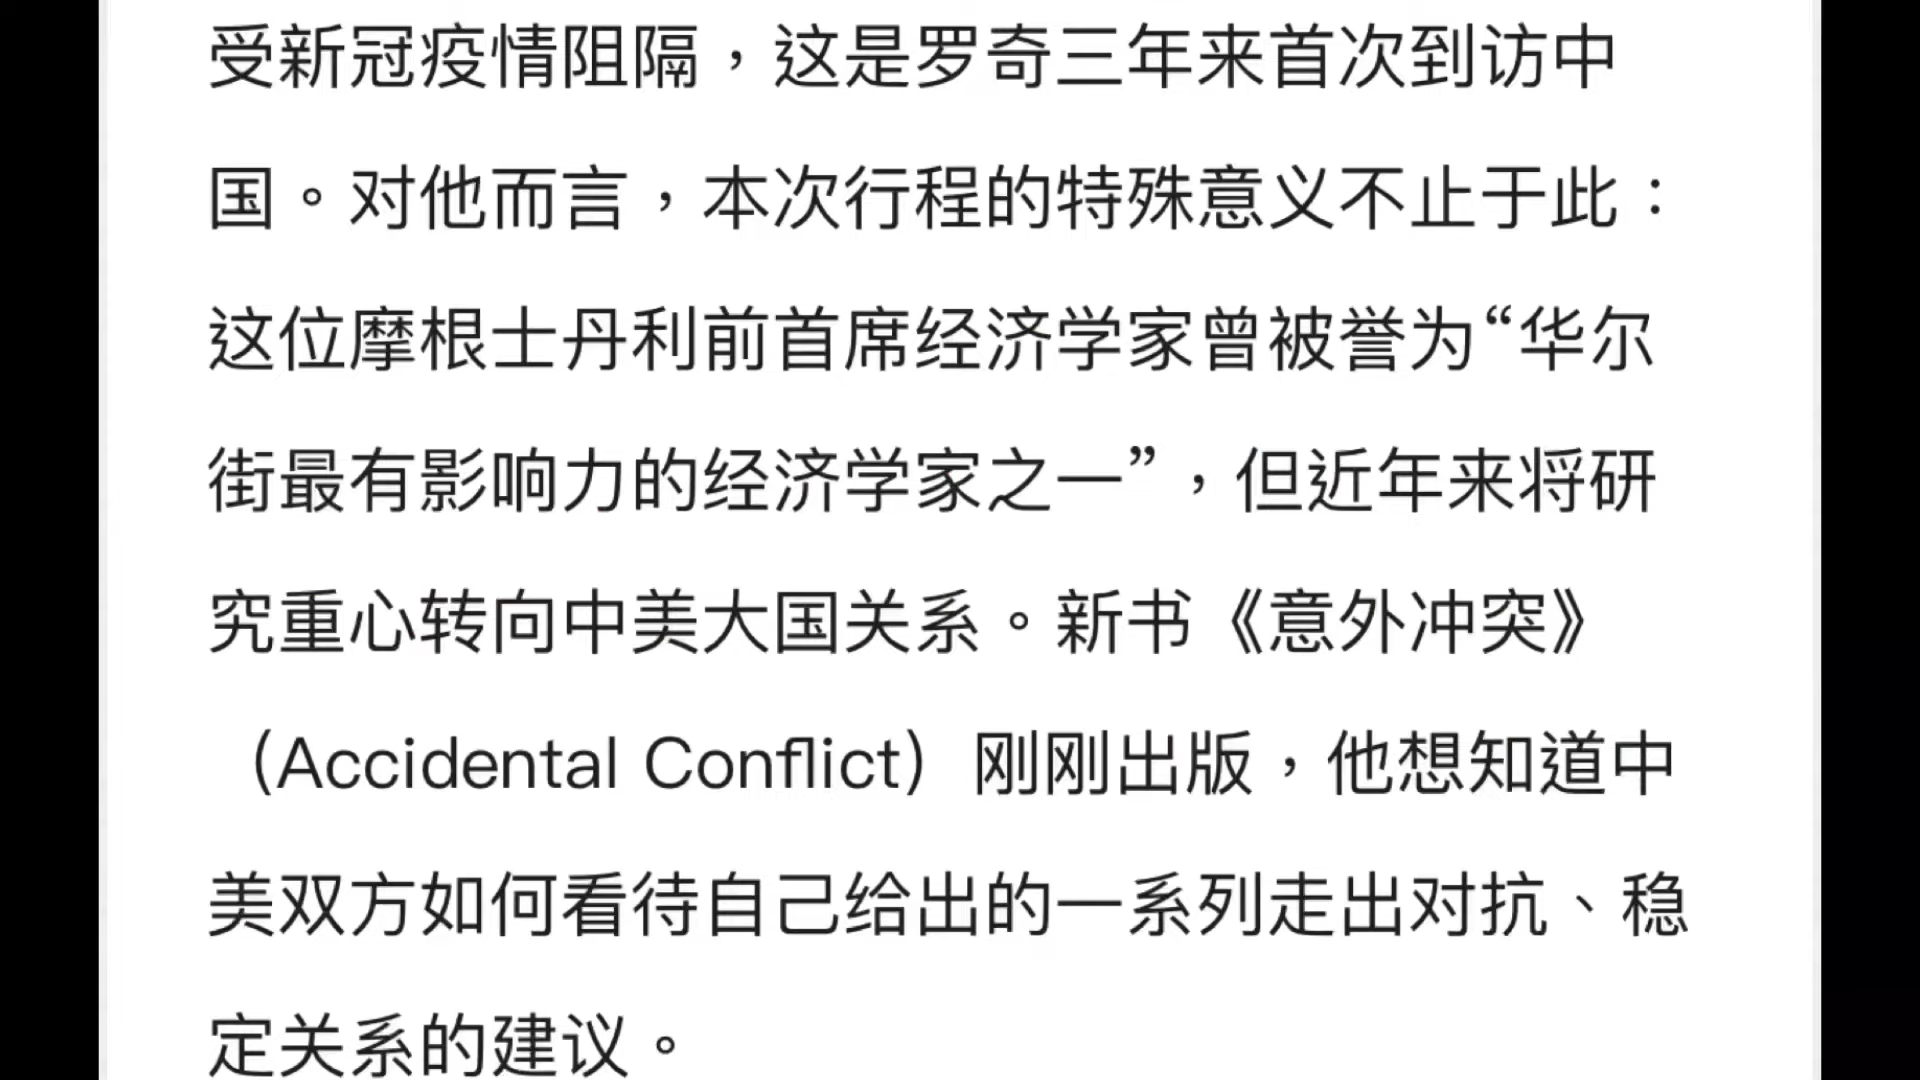 受新冠疫情阻隔，这是罗奇三年来首次到访中
国。对他而言，本次行程的特殊意义不止于此：
这位摩根士丹利前首席经济学家曾被誉为“华尔
街最有影响力的经济学家之一”，但近年来将研
究重心转向中美大国关系。新书《意外冲突》
（Accidental Conflict）刚刚出版，他想知道中
美双方如何看待自己给出的一系列走出对抗、稳
定关系的建议。